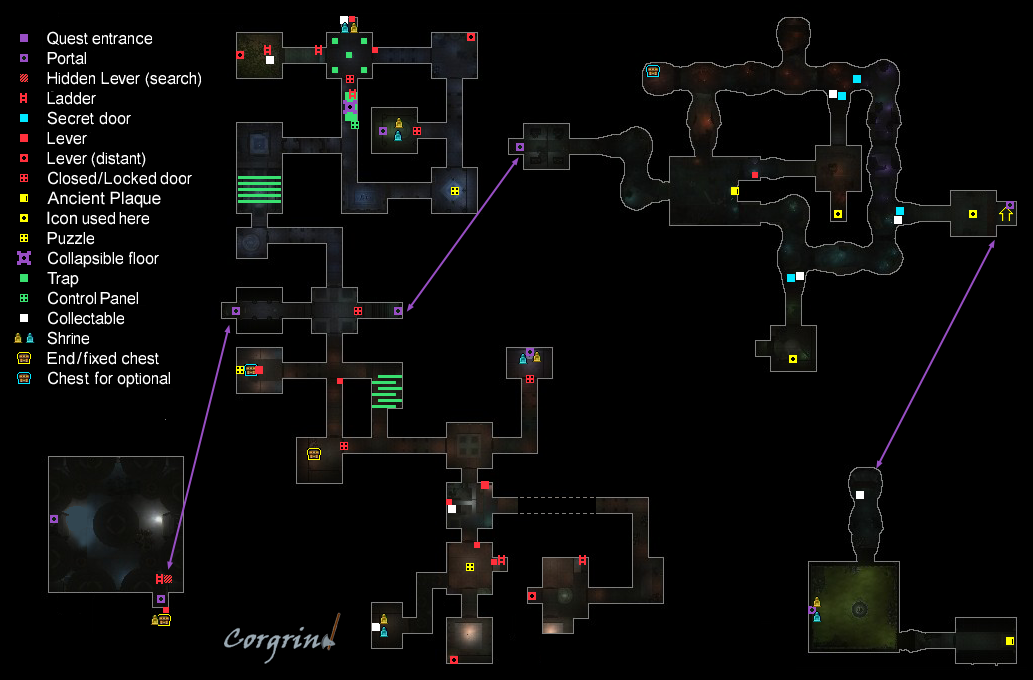 Quest entrance
Portal
Hidden Lever (search)
Ladder
Secret door
Lever
Lever (distant)
Closed/Locked door
Ancient Plaque
Icon used here
Puzzle
Collapsible floor
Trap
Control Panel
Collectable
Shrine
End/fixed chest
Chest for optional
Corgrind